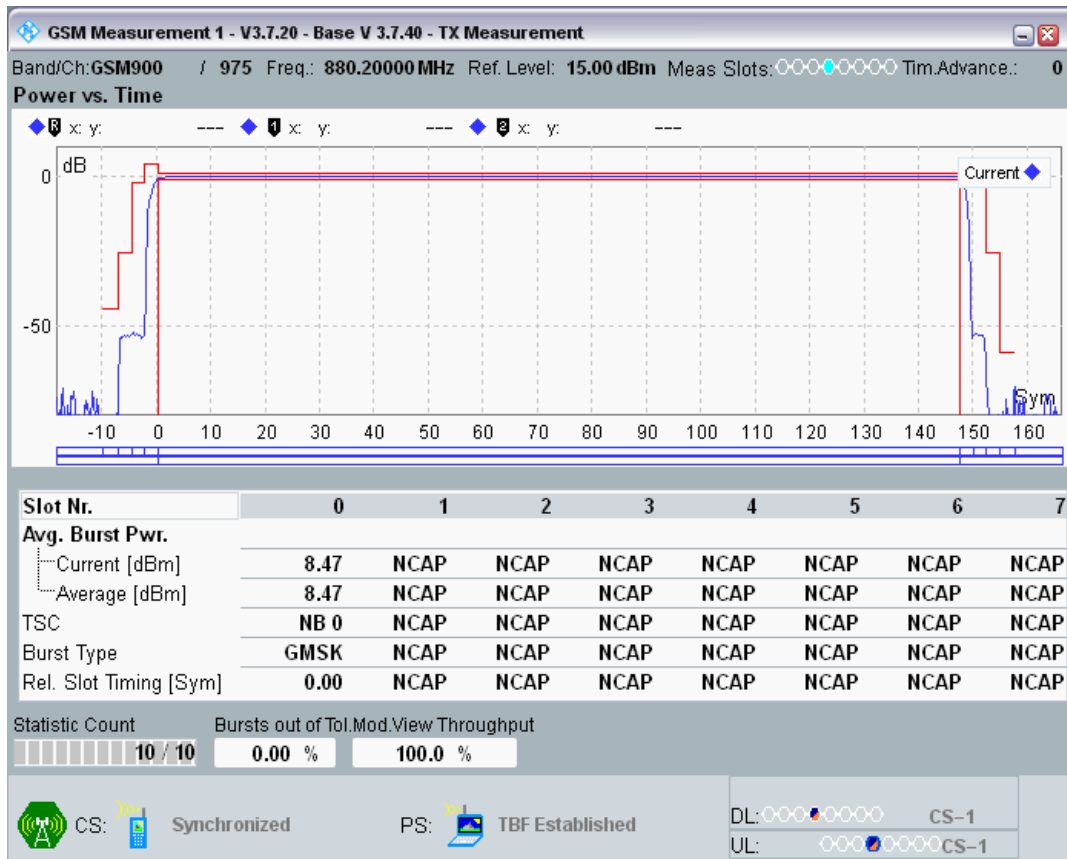 GSM Measurement 1 - V3.7.20 - Base V 3.7.40 - TX Measurement
Band/Ch:GSM900 / 975 Freq.: 880.20000 MHz Ref. Level: 15.00 dBm Meas Slots: Tim.Advance.: 0
Power vs. Time
R x: y: --- 1 x: y: --- 2 x: y: ---
dB
0
Current
-50
Sym
-10 0 10 20 30 40 50 60 70 80 90 100 110 120 130 140 150 160
Slot Nr. 0 1 2 3 4 5 6 7
Avg. Burst Pwr.
Current [dBm] 8.47 NCAP NCAP NCAP NCAP NCAP NCAP NCAP
Average [dBm] 8.47 NCAP NCAP NCAP NCAP NCAP NCAP NCAP
TSC NB 0 NCAP NCAP NCAP NCAP NCAP NCAP NCAP
Burst Type GMSK NCAP NCAP NCAP NCAP NCAP NCAP NCAP
Rel. Slot Timing [Sym] 0.00 NCAP NCAP NCAP NCAP NCAP NCAP NCAP
Statistic Count Bursts out of Tol. Mod.View Throughput
10 / 10 0.00 % 100.0 %
CS: Synchronized PS: TBF Established
DL: CS-1
UL: CS-1